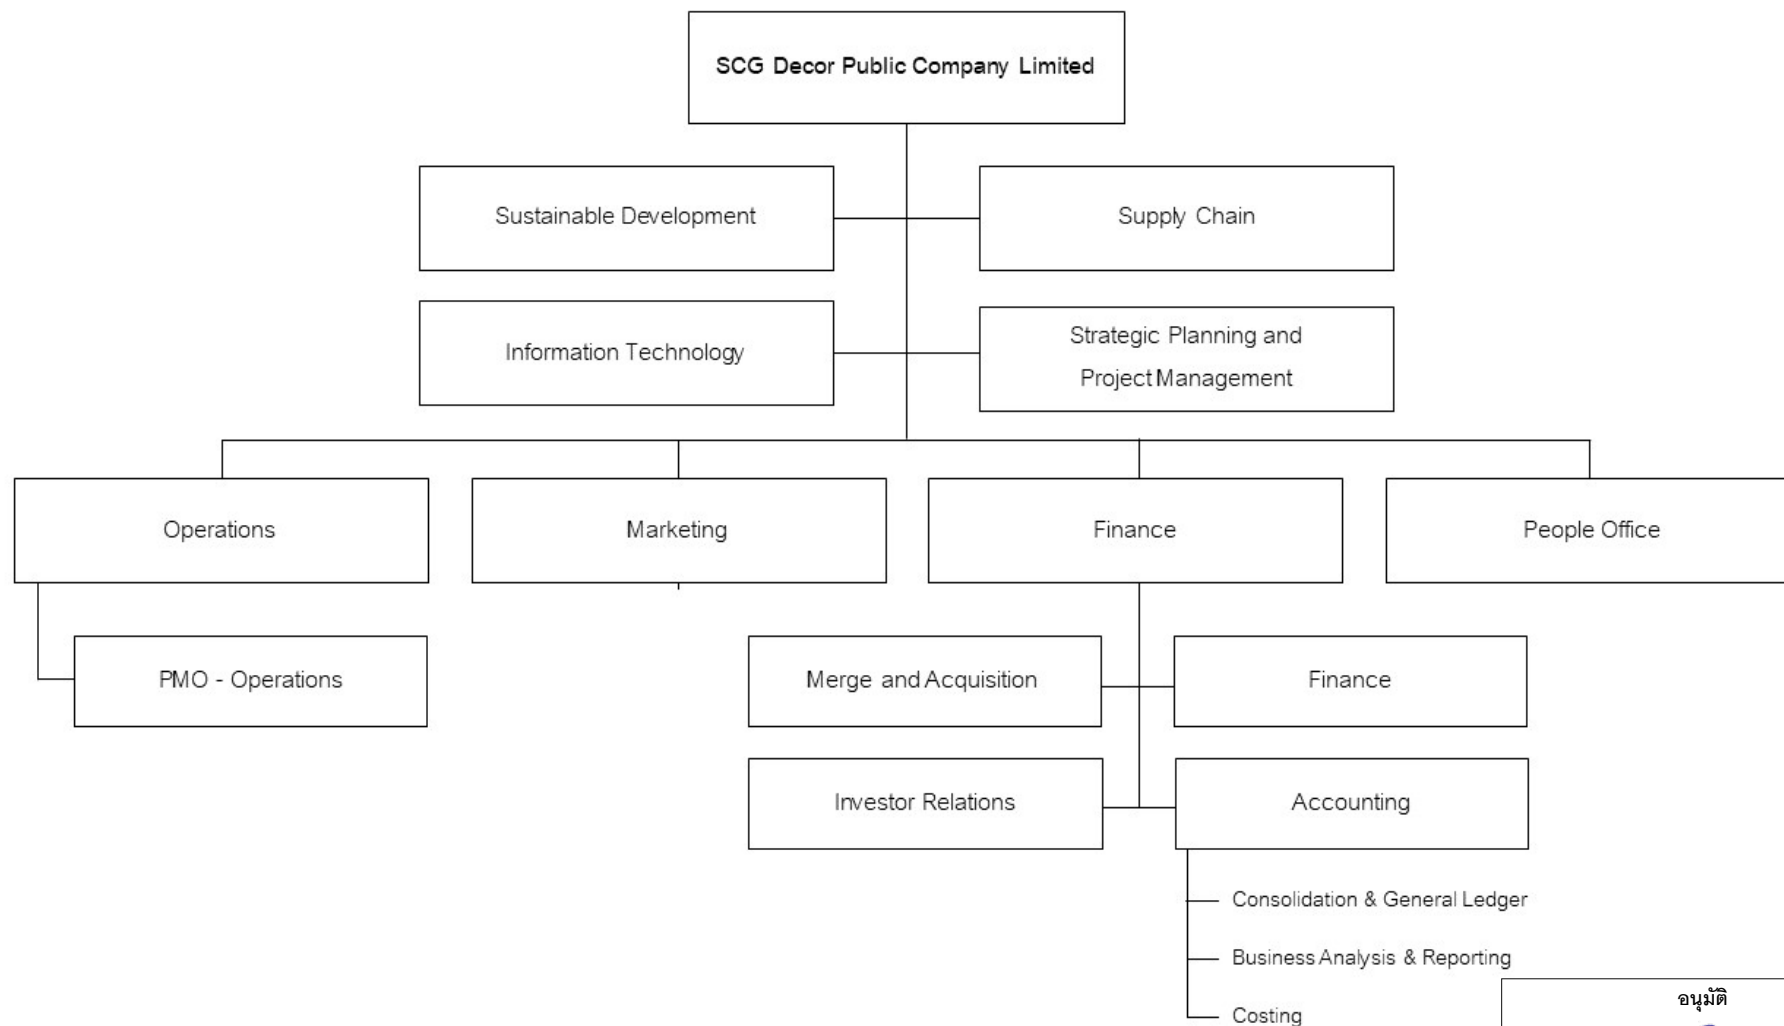 SCG Decor Public Company Limited
Sustainable Development
Supply Chain
Information Technology
Strategic Planning and
Project Management
Operations
Marketing
Finance
People Office
PMO - Operations
Merge and Acquisition
Finance
Investor Relations
Accounting
Consolidation & General Ledger
Business Analysis & Reporting
Costing
อนุมัติ